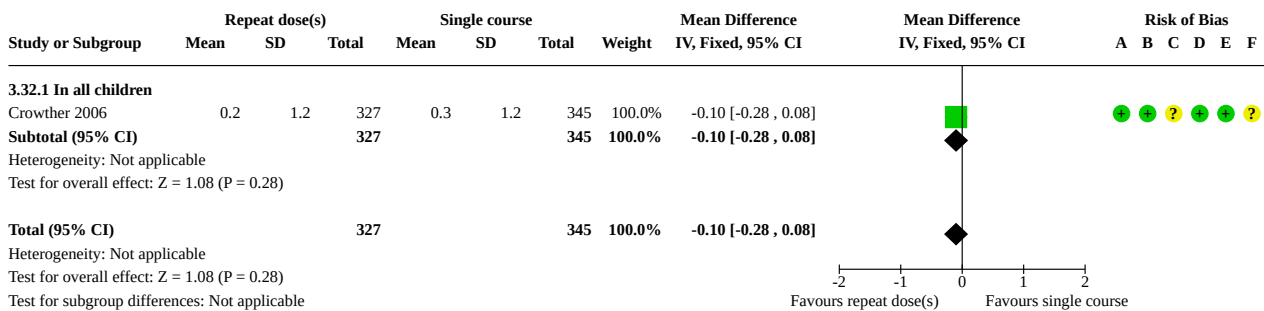 Repeat dose(s) Single course Mean Difference Mean Difference Risk of Bias
Study or Subgroup Mean SD Total Mean SD Total Weight IV, Fixed, 95% CI IV, Fixed, 95% CI A B C D E F
3.32.1 In all children
Crowther 2006 0.2 1.2 327 0.3 1.2 345 100.0% -0.10 [-0.28 , 0.08] + + ? + + ?
Subtotal (95% CI) 327 345 100.0% -0.10 [-0.28 , 0.08]
Heterogeneity: Not applicable
Test for overall effect: Z = 1.08 (P = 0.28)
Total (95% CI) 327 345 100.0% -0.10 [-0.28 , 0.08]
Heterogeneity: Not applicable
Test for overall effect: Z = 1.08 (P = 0.28) -2 -1 0 1 2
Test for subgroup differences: Not applicable Favours repeat dose(s) Favours single course